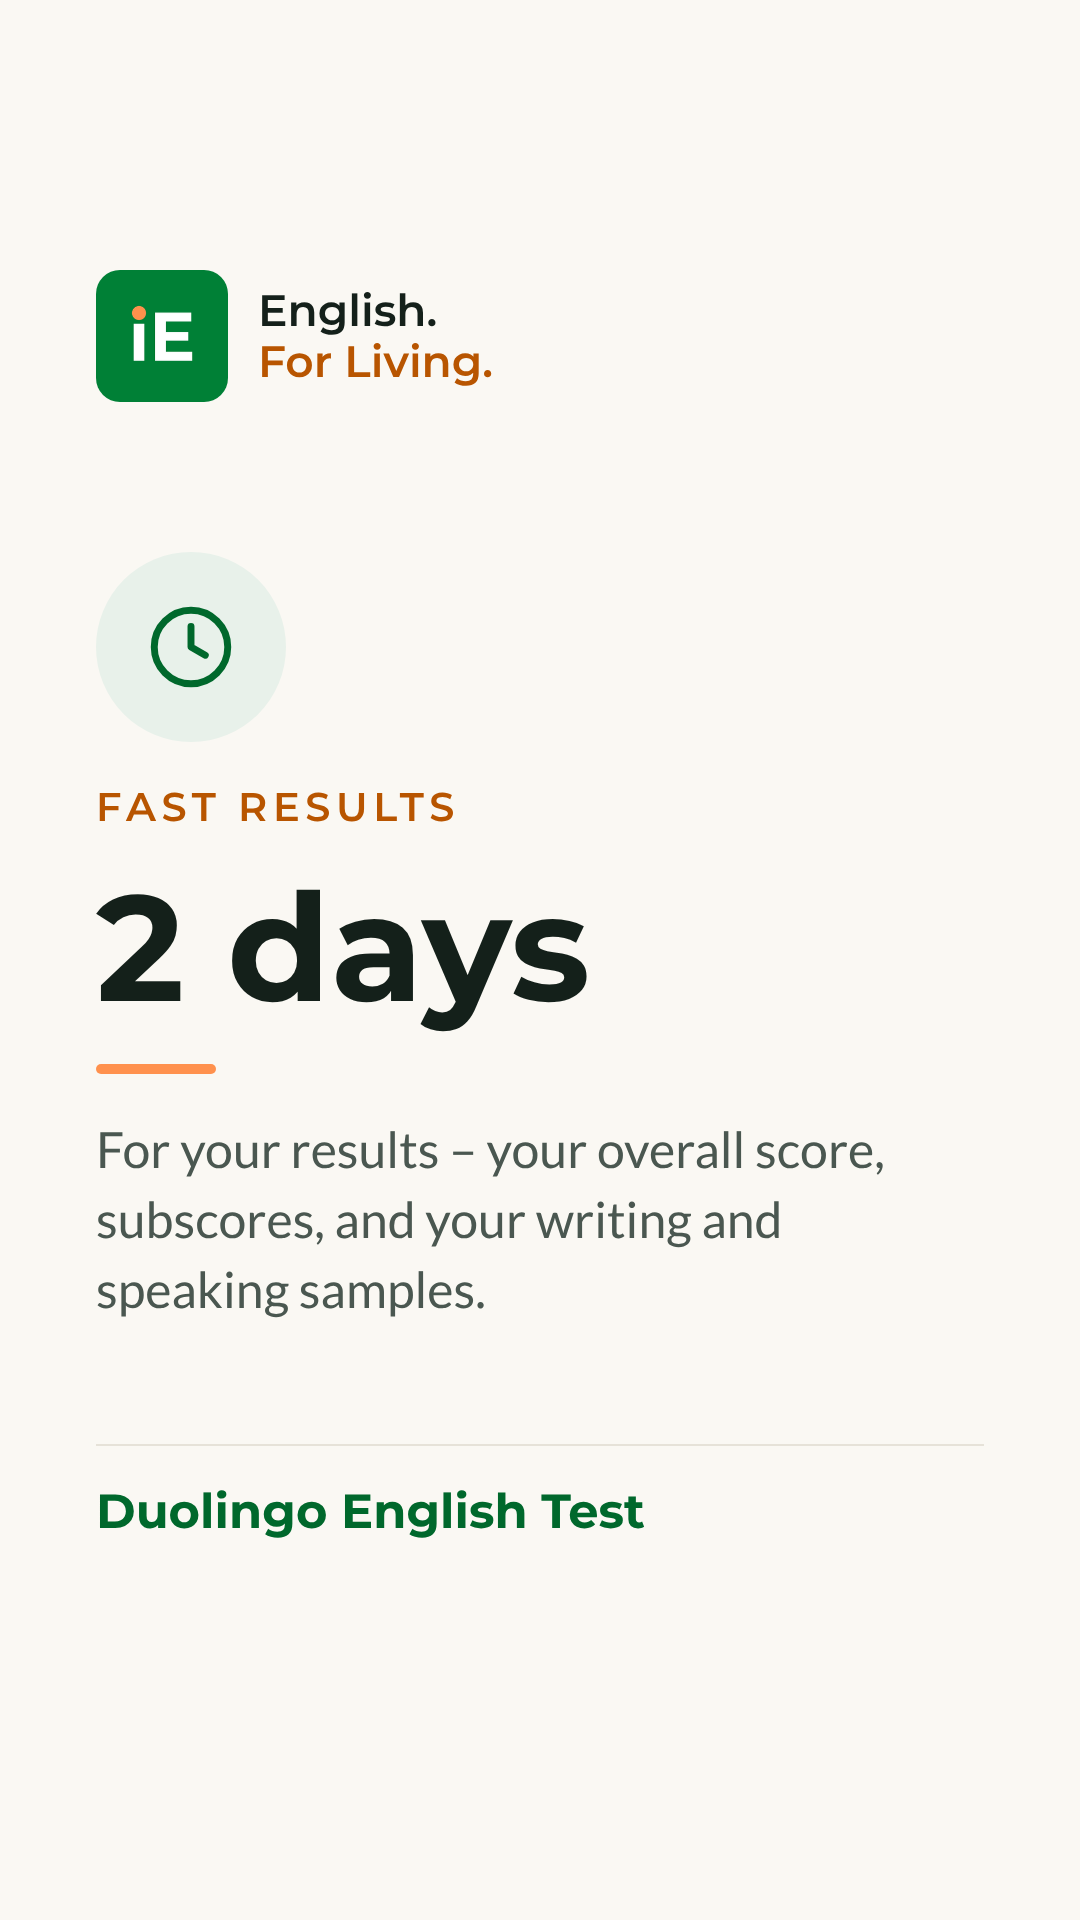 iE
English.
For Living.
FAST RESULTS
2 days
For your results – your overall score,
subscores, and your writing and
speaking samples.
Duolingo English Test